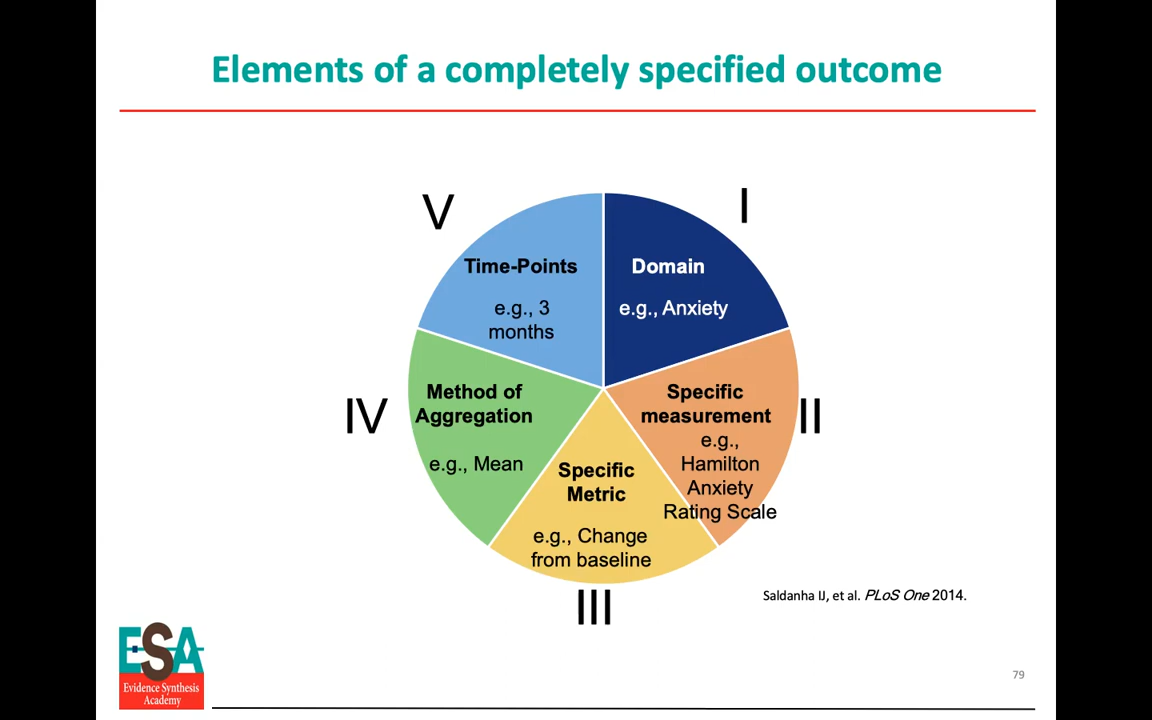 Elements of a completely specified outcome
V
I
Time-Points
e.g., 3
months
Domain
e.g., Anxiety
IV
Method of
Aggregation
e.g., Mean
Specific
measurement
e.g.,
Hamilton
Anxiety
Rating Scale
II
Specific
Metric
e.g., Change
from baseline
III
Saldanha IJ, et al. PLoS One 2014.
ESA
Evidence Synthesis
Academy
79